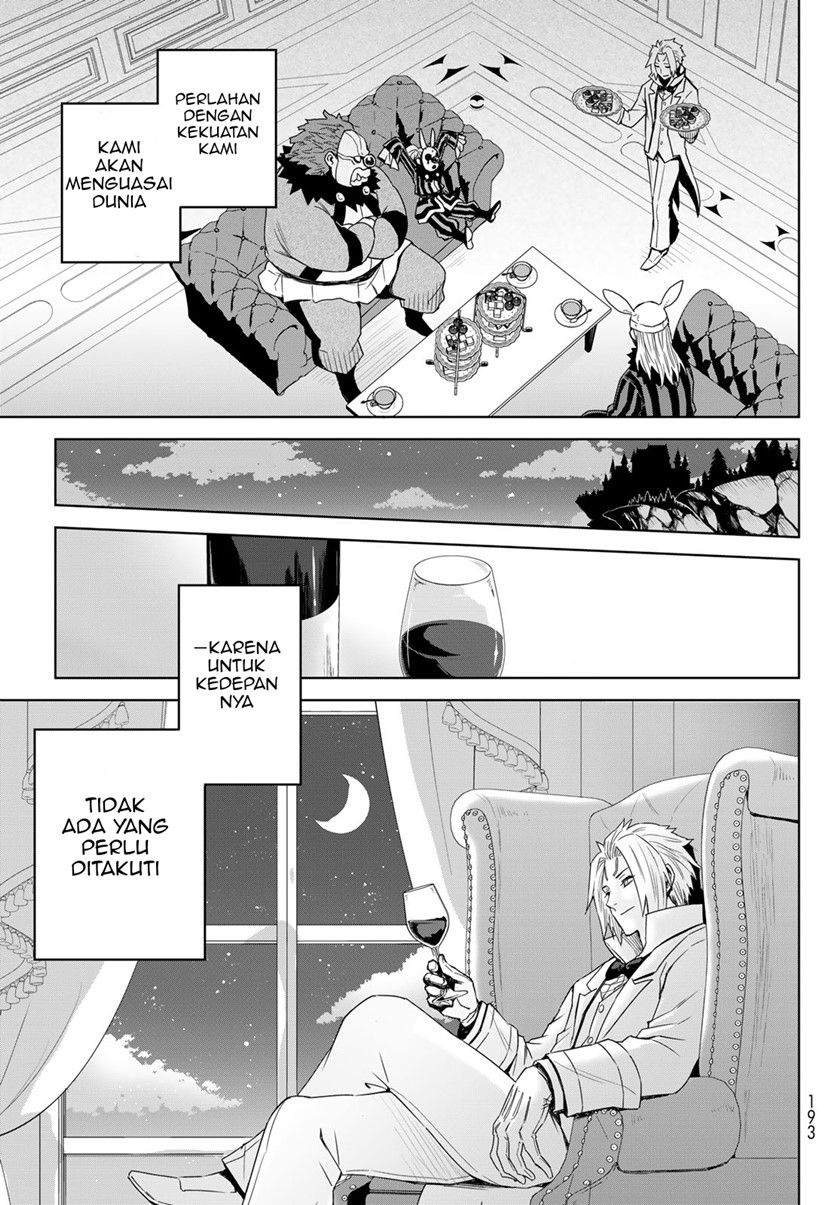 PERLAHAN
DENGAN
KEKUATAN
KAMI
KAMI
AKAN
MENGUASAI
DUNIA
—KARENA
UNTUK
KEDEPAN
NYA
TIDAK
ADA YANG
PERLU
DITAKUTI
193